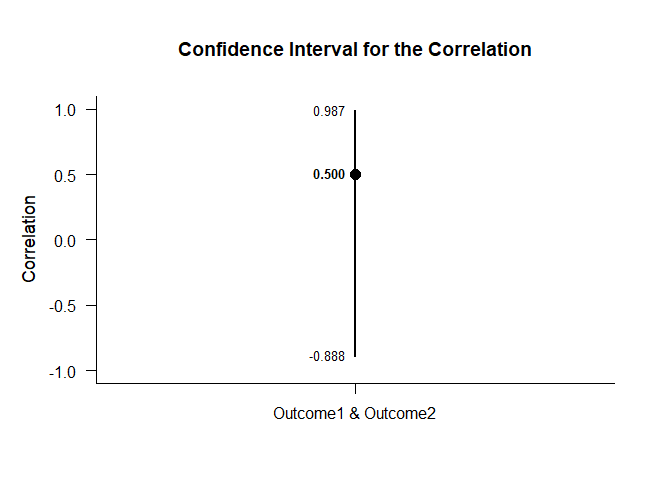 Confidence Interval for the Correlation
1.0
0.5
0.0
-0.5
-1.0
Correlation
0.987
0.500
-0.888
Outcome1 & Outcome2